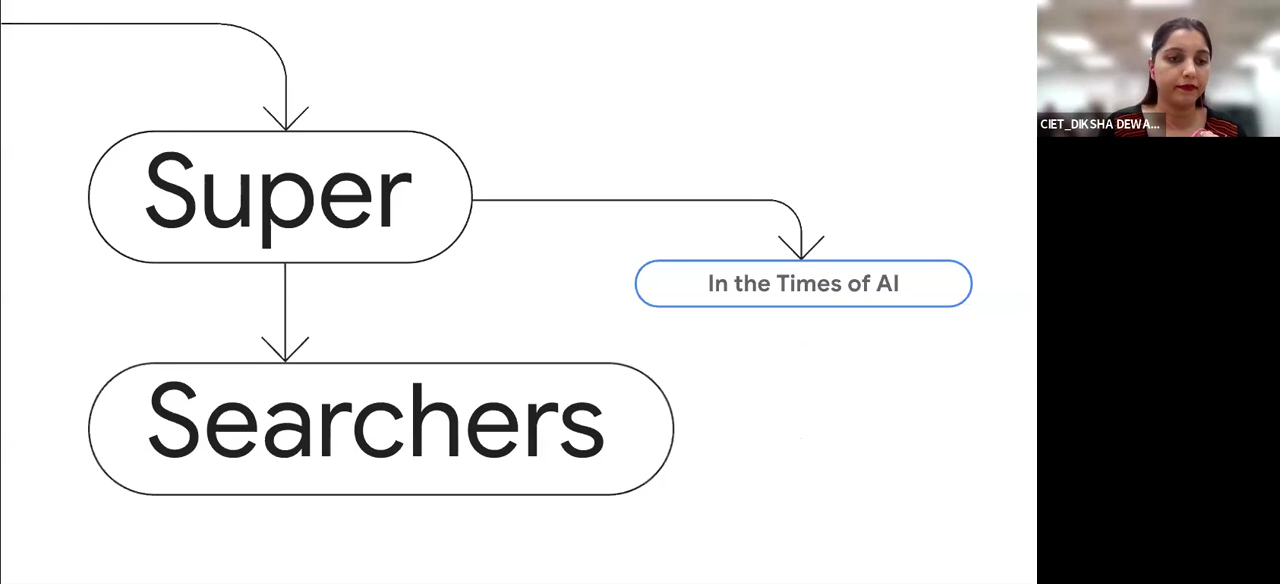 Super
In the Times of AI
Searchers
CIET_DIKSHA DEWA...